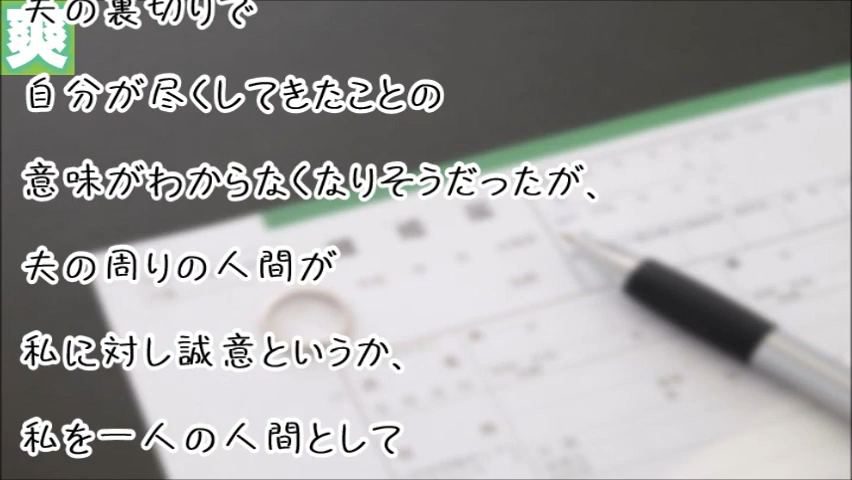 爽
夫の裏切りで
自分が尽くしてきたことの
意味がわからなくなりそうだったが、
夫の周りの人間が
私に対し誠意というか、
私を一人の人間として